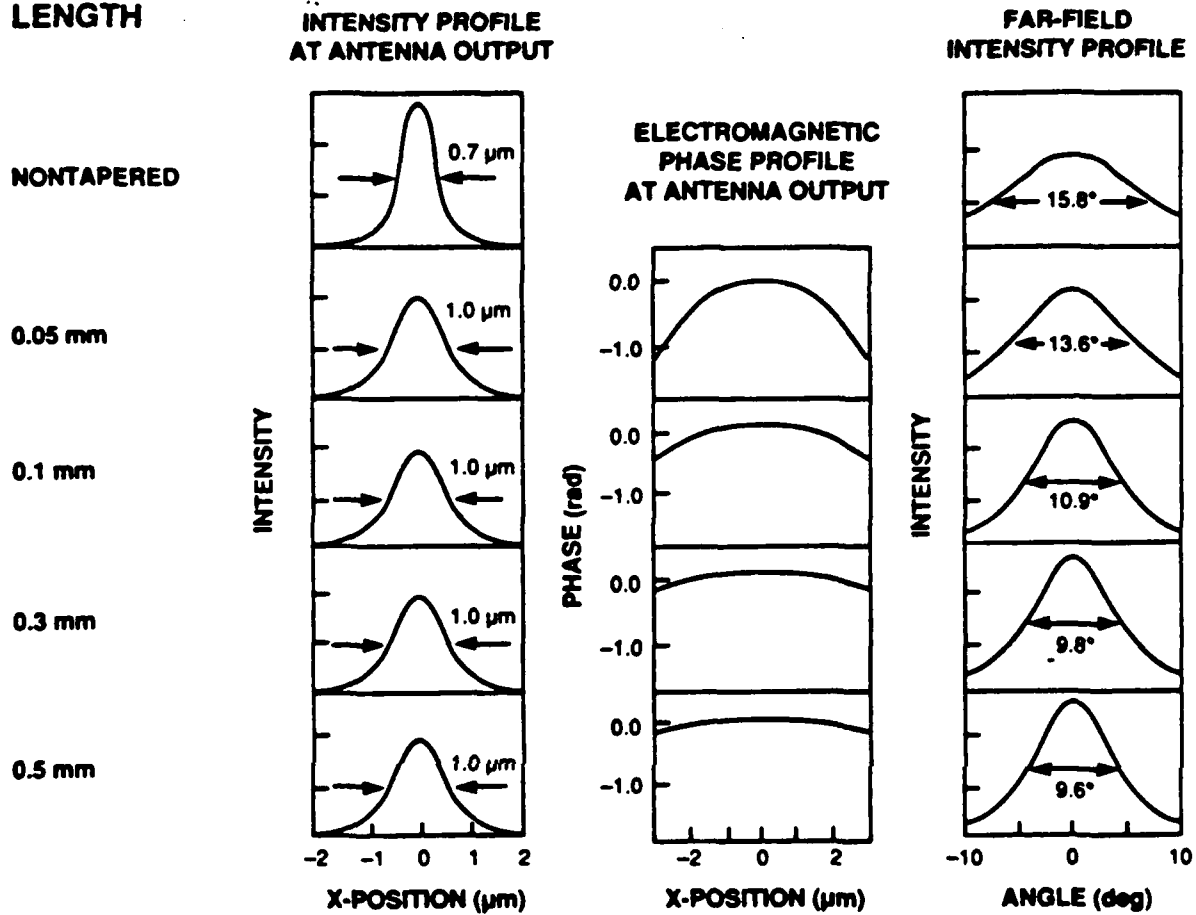 LENGTH
INTENSITY PROFILE
AT ANTENNA OUTPUT
FAR-FIELD
INTENSITY PROFILE
ELECTROMAGNETIC
PHASE PROFILE
AT ANTENNA OUTPUT
NONTAPERED
0.7 µm
15.8°
0.05 mm
1.0 µm
0.0
-1.0
13.6°
0.1 mm
1.0 µm
0.0
-1.0
10.9°
0.3 mm
1.0 µm
0.0
-1.0
9.8°
0.5 mm
1.0 µm
0.0
-1.0
9.6°
INTENSITY
PHASE (rad)
INTENSITY
-2 -1 0 1 2
-2 0 2
-10 0 10
X-POSITION (µm)
X-POSITION (µm)
ANGLE (deg)